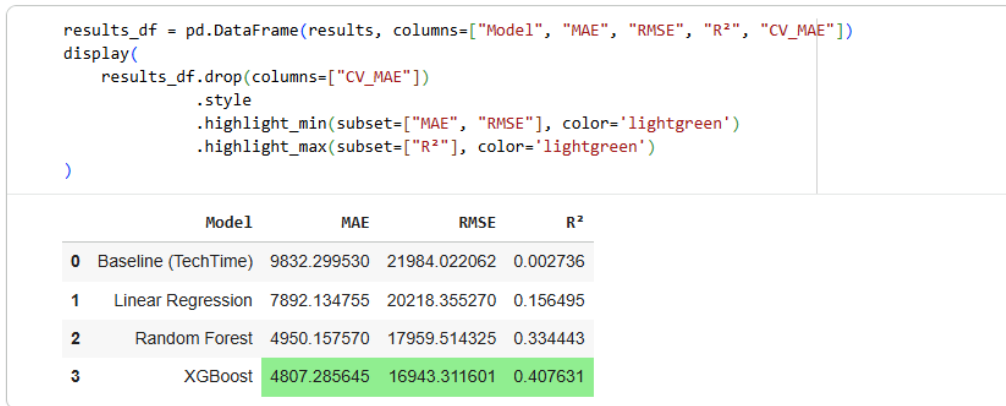 results_df = pd.DataFrame(results, columns=["Model", "MAE", "RMSE", "R²", "CV_MAE"])
display(
    results_df.drop(columns=["CV_MAE"])
              .style
              .highlight_min(subset=["MAE", "RMSE"], color='lightgreen')
              .highlight_max(subset=["R²"], color='lightgreen')
)
Model MAE RMSE R²
0 Baseline (TechTime) 9832.299530 21984.022062 0.002736
1 Linear Regression 7892.134755 20218.355270 0.156495
2 Random Forest 4950.157570 17959.514325 0.334443
3 XGBoost 4807.285645 16943.311601 0.407631